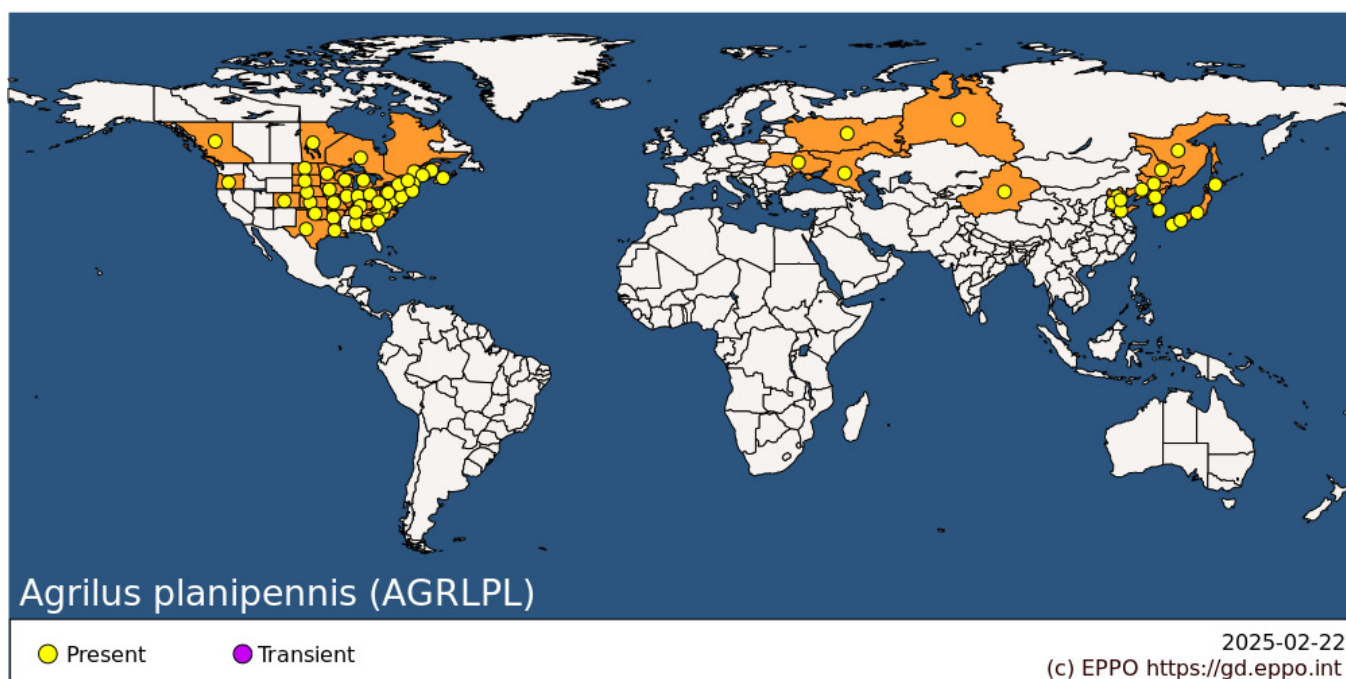 Agrilus planipennis (AGRLPL)
Present
Transient
2025-02-22
(c) EPPO https://gd.eppo.int